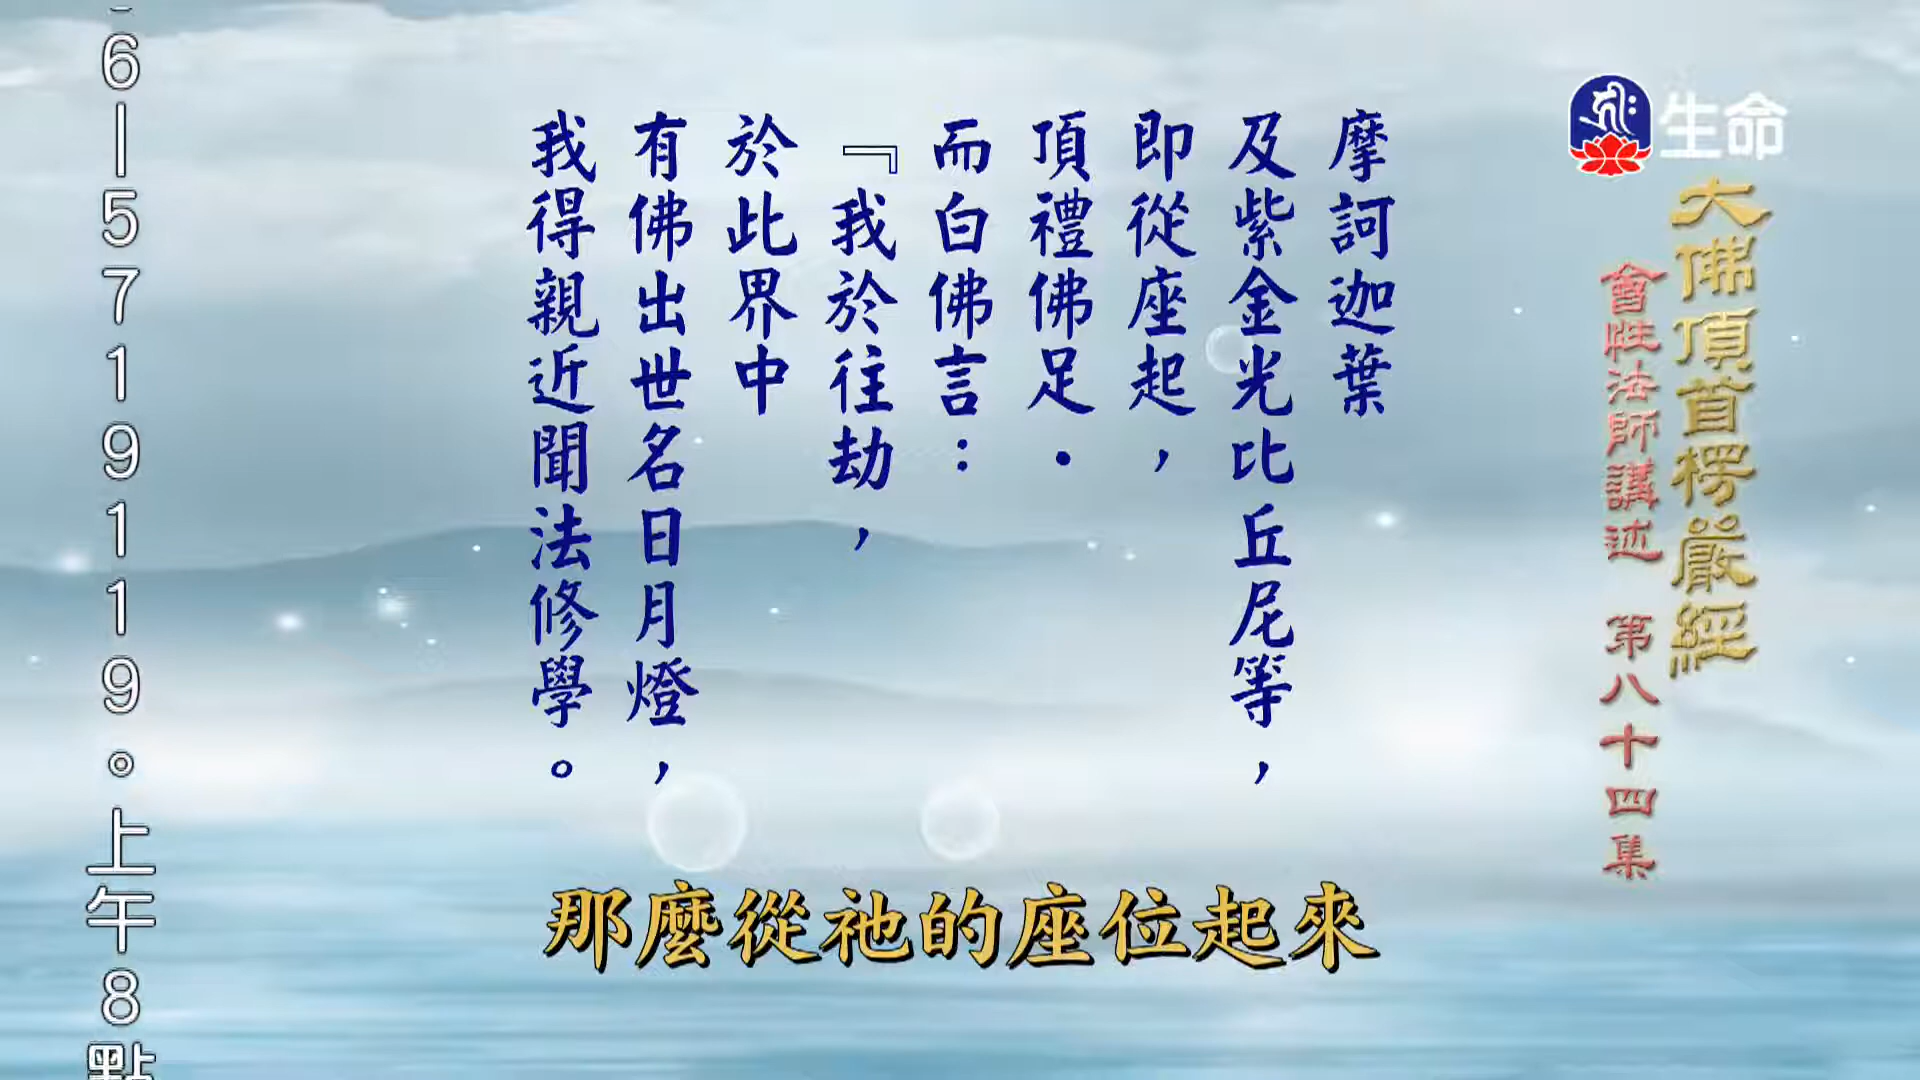 生命
大佛頂首楞嚴經
會性法師講述 第八十四集
摩訶迦葉
及紫金光比丘尼等，
即從座起，
頂禮佛足．
而白佛言：
『我於往劫，
於此界中
有佛出世名日月燈，
我得親近聞法修學。
6—5719119。上午8點
那麼從祂的座位起來